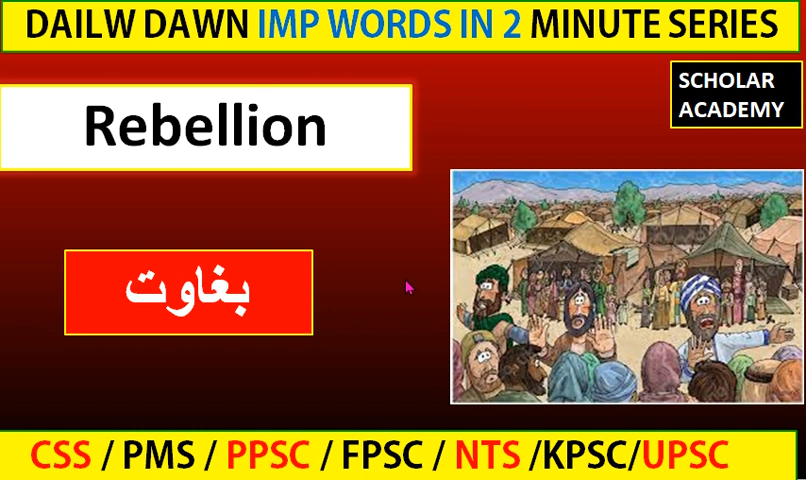 DAILW DAWN IMP WORDS IN 2 MINUTE SERIES
SCHOLAR
ACADEMY
Rebellion
بغاوت
CSS / PMS / PPSC / FPSC / NTS /KPSC/UPSC